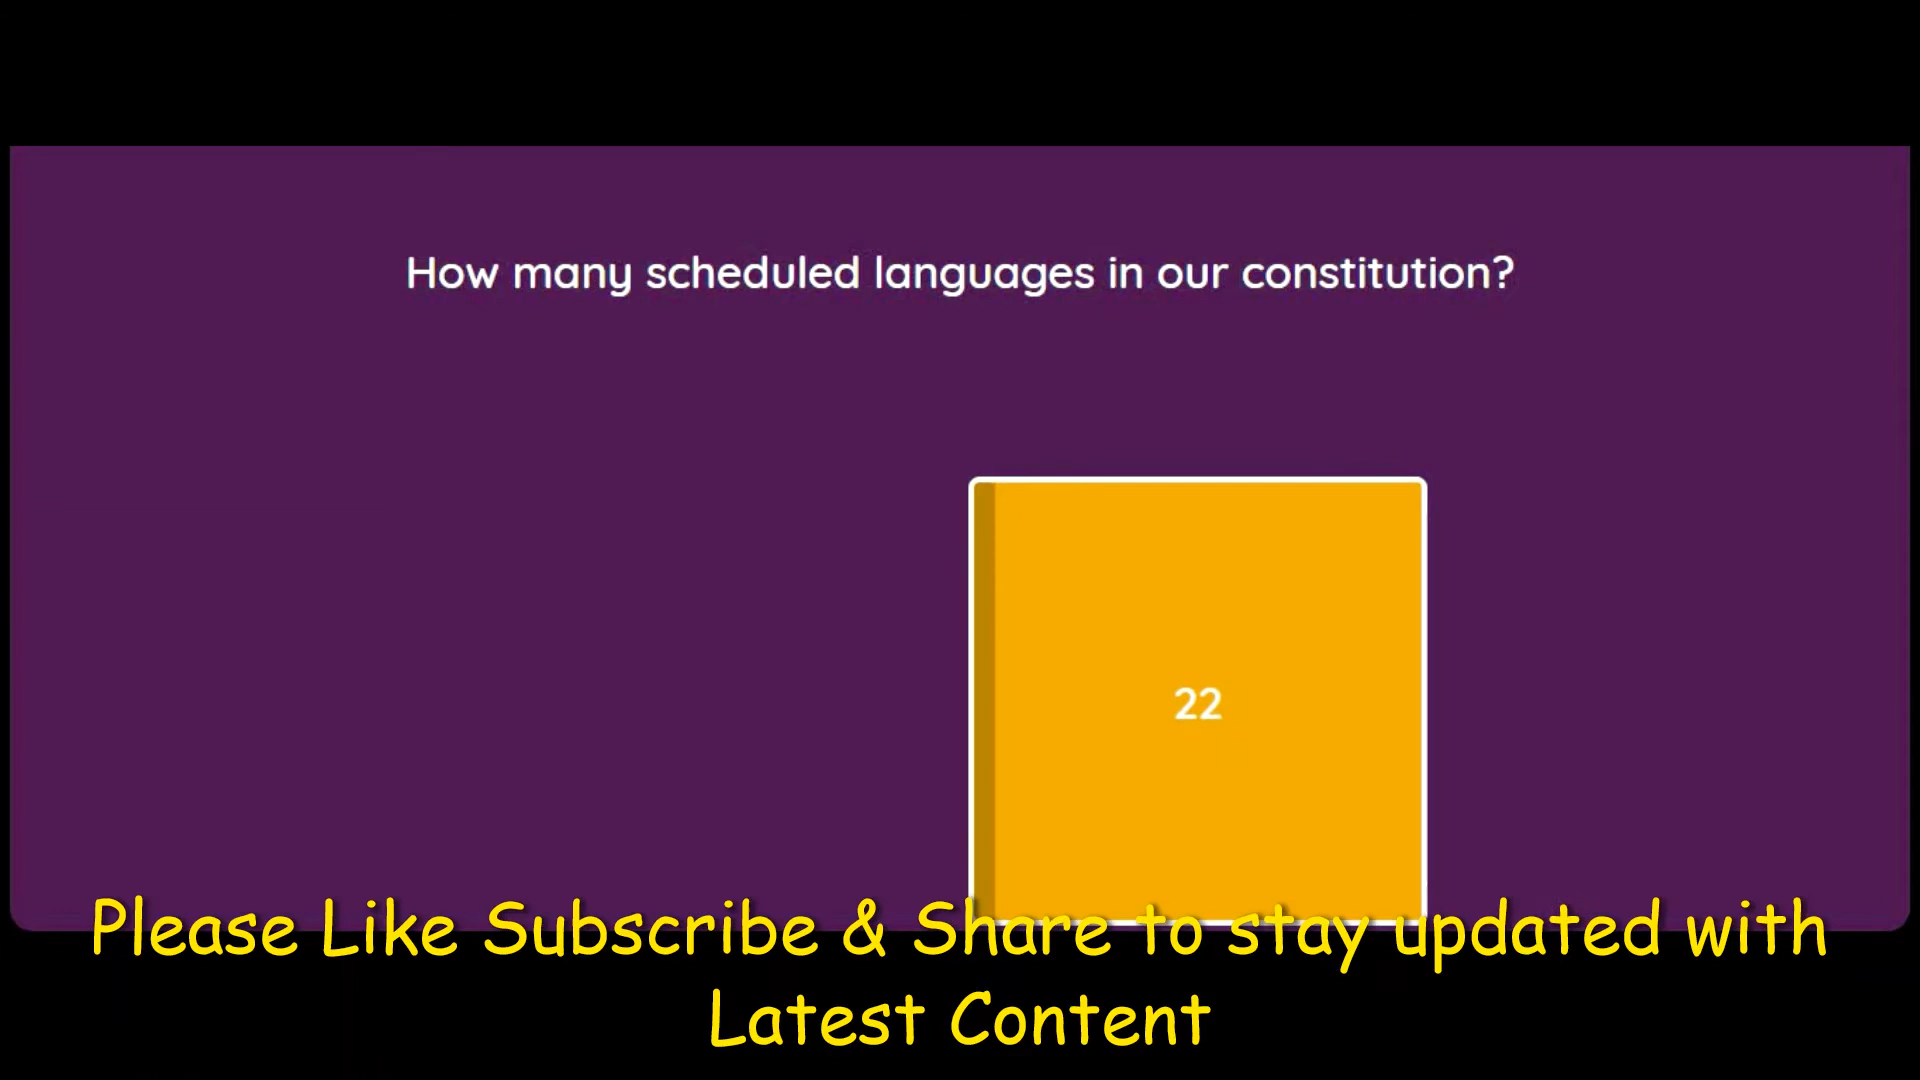 How many scheduled languages in our constitution?
22
Please Like Subscribe & Share to stay updated with
Latest Content